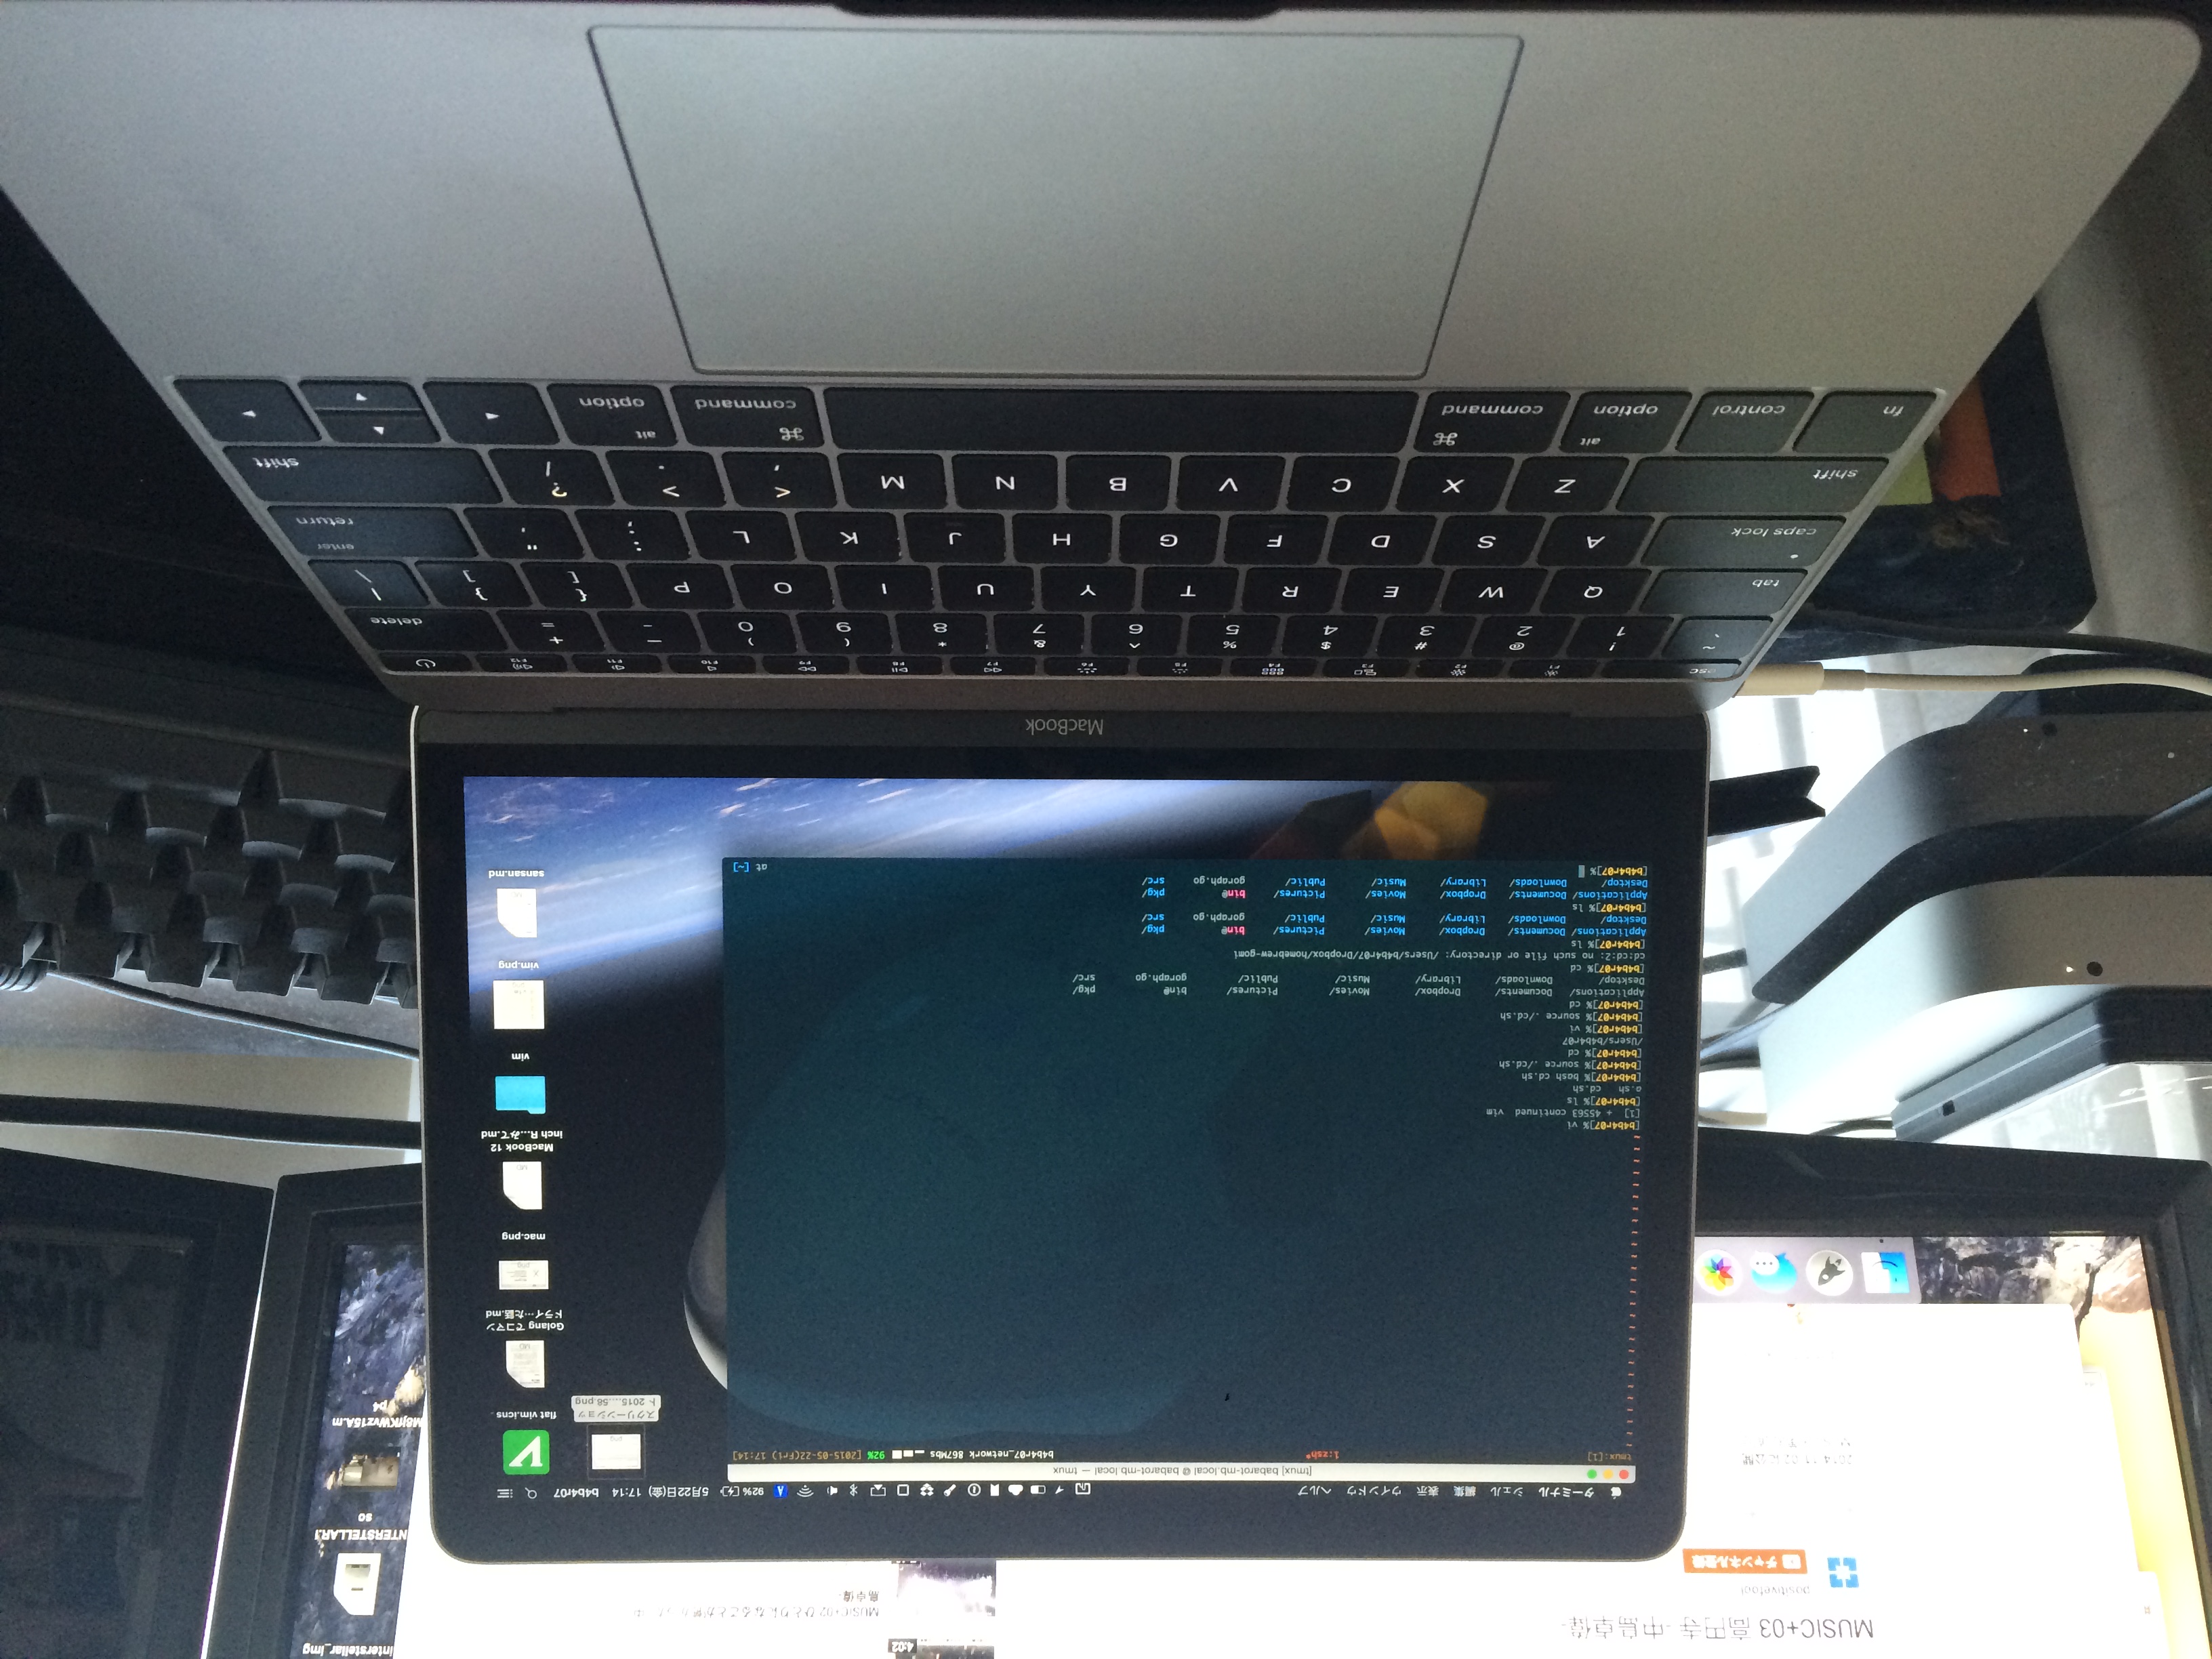 MUSIC+03 高円寺 -中島卓偉-
positivefool
チャンネル登録
4:02
MUSIC+02 ひとりになることが
島卓偉-
interstellar_img
NTERSTELLAR.i
so
M8jfKWvz15A.m
p4
ターミナル シェル 編集 表示 ウインドウ ヘルプ 92% 5月22日(金) 17:14 b4b4r07
[tmux] babarot-mb.local @ babarot-mb.local — tmux
tmux:[1] 1:zsh* b4b4r07_network 867Mbs 92% [2015-05-22(Fri) 17:14]
[b4b4r07]% vi
[1] + 45563 continued vim
[b4b4r07]% ls
a.sh cd.sh
[b4b4r07]% bash cd.sh
[b4b4r07]% source ./cd.sh
[b4b4r07]% cd
/Users/b4b4r07
[b4b4r07]% vi
[b4b4r07]% source ./cd.sh
[b4b4r07]% cd
Applications/ Documents/ Dropbox/ Movies/ Pictures/ bin@ pkg/
Desktop/ Downloads/ Library/ Music/ Public/ goraph.go src/
[b4b4r07]% cd
cd:cd:2: no such file or directory: /Users/b4b4r07/Dropbox/homebrew-gomi
[b4b4r07]% ls
Applications/ Documents/ Dropbox/ Movies/ Pictures/ bin@ pkg/
Desktop/ Downloads/ Library/ Music/ Public/ goraph.go src/
[b4b4r07]% ls
Applications/ Documents/ Dropbox/ Movies/ Pictures/ bin@ pkg/
Desktop/ Downloads/ Library/ Music/ Public/ goraph.go src/
[b4b4r07]%
at [~]
スクリーンショッ
ト 2015....58.png
flat vim.icns
Golang でコマン
ドライ…た話.md
mac.png
MacBook 12
inch R...みて.md
vim
vim.png
sansan.md
MacBook
esc F1 F2 F3 F4 F5 F6 F7 F8 F9 F10 F11 F12
~ ! @ # $ % ^ & * ( ) — +
` 1 2 3 4 5 6 7 8 9 0 - = delete
tab Q W E R T Y U I O P { [ } ] | \
caps lock A S D F G H J K L : ; " ' enter return
shift Z X C V B N M < , > . ? / shift
fn control alt option ⌘ command ⌘ command alt option ◀ ▲ ▼ ▶